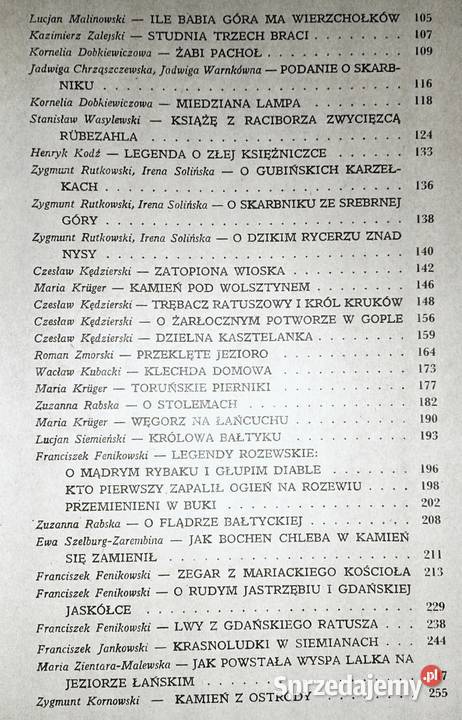 Lucjan Malinowski — ILE BABIA GÓRA MA WIERZCHOŁKÓW 105
Kazimierz Zalejski — STUDNIA TRZECH BRACI . . . . . . 107
Kornelia Dobkiewiczowa — ŻABI PACHOŁ . . . . . . . . 109
Jadwiga Chrząszczewska, Jadwiga Warnkówna — PODANIE O SKARB-
NIKU . . . . . . . . . . . . . . . . . . . . 116
Kornelia Dobkiewiczowa — MIEDZIANA LAMPA . . . . . 118
Stanisław Wasylewski — KSIĄŻĘ Z RACIBORZA ZWYCIĘZCĄ
RÜBEZAHLA . . . . . . . . . . . . . . . . . 124
Henryk Kodź — LEGENDA O ZŁEJ KSIĘŻNICZCE . . . . . 133
Zygmunt Rutkowski, Irena Solińska — O GUBIŃSKICH KARZEŁ-
KACH . . . . . . . . . . . . . . . . . . . . 136
Zygmunt Rutkowski, Irena Solińska — O SKARBNIKU ZE SREBRNEJ
GÓRY . . . . . . . . . . . . . . . . . . . . 138
Zygmunt Rutkowski, Irena Solińska — O DZIKIM RYCERZU ZNAD
NYSY . . . . . . . . . . . . . . . . . . . . 140
Czesław Kędzierski — ZATOPIONA WIOSKA . . . . . . . 142
Maria Krüger — KAMIEŃ POD WOLSZTYNEM . . . . . . 146
Czesław Kędzierski — TRĘBACZ RATUSZOWY I KRÓL KRUKÓW 148
Czesław Kędzierski — O ŻARŁOCZNYM POTWORZE W GOPLE 156
Czesław Kędzierski — DZIELNA KASZTELANKA . . . . . 159
Roman Zmorski — PRZEKLĘTE JEZIORO . . . . . . . . 164
Wacław Kubacki — KLECHDA DOMOWA . . . . . . . . 173
Maria Krüger — TORUŃSKIE PIERNIKI . . . . . . . . 177
Zuzanna Rabska — O STOLEMACH . . . . . . . . . . 182
Maria Krüger — WĘGORZ NA ŁAŃCUCHU . . . . . . . 190
Lucjan Siemieński — KRÓLOWA BAŁTYKU . . . . . . . 193
Franciszek Fenikowski — LEGENDY ROZEWSKIE:
O MĄDRYM RYBAKU I GŁUPIM DIABLE . . . . . . 196
KTO PIERWSZY ZAPALIŁ OGIEŃ NA ROZEWIU . . . . 198
PRZEMIENIENI W BUKI . . . . . . . . . . . . 202
Zuzanna Rabska — O FLĄDRZE BAŁTYCKIEJ . . . . . . 208
Ewa Szelburg-Zarembina — JAK BOCHEN CHLEBA W KAMIEŃ
SIĘ ZAMIENIŁ . . . . . . . . . . . . . . . . 211
Franciszek Fenikowski — ZEGAR Z MARIACKIEGO KOŚCIOŁA 213
Franciszek Fenikowski — O RUDYM JASTRZĘBIU I GDAŃSKIEJ
JASKÓŁCE . . . . . . . . . . . . . . . . . . 229
Franciszek Fenikowski — LWY Z GDAŃSKIEGO RATUSZA . . 238
Franciszek Jankowski — KRASNOLUDKI W SIEMIANACH . . . 244
Maria Zientara-Malewska — JAK POWSTAŁA WYSPA LALKA NA
JEZIORZE ŁAŃSKIM . . . . . . . . . . . . . . 7
Zygmunt Kornowski — KAMIEŃ Z OSTRÓDY . . . . . . . 255
Sprzedajemy.pl